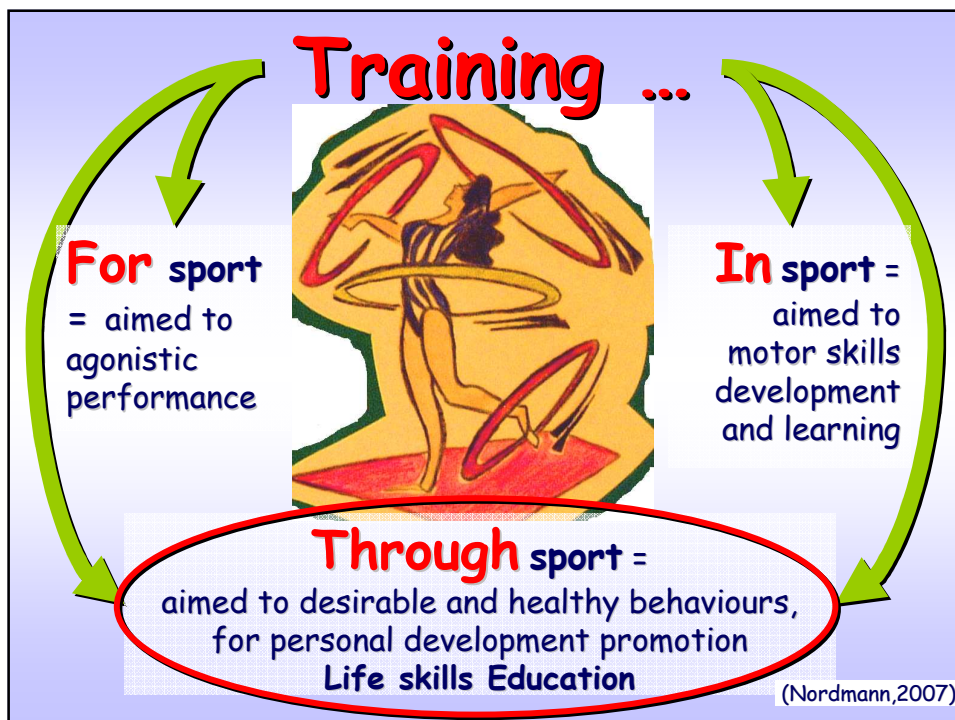 Training ...
For sport
= aimed to
agonistic
performance
In sport =
aimed to
motor skills
development
and learning
Through sport =
aimed to desirable and healthy behaviours,
for personal development promotion
Life skills Education
(Nordmann,2007)